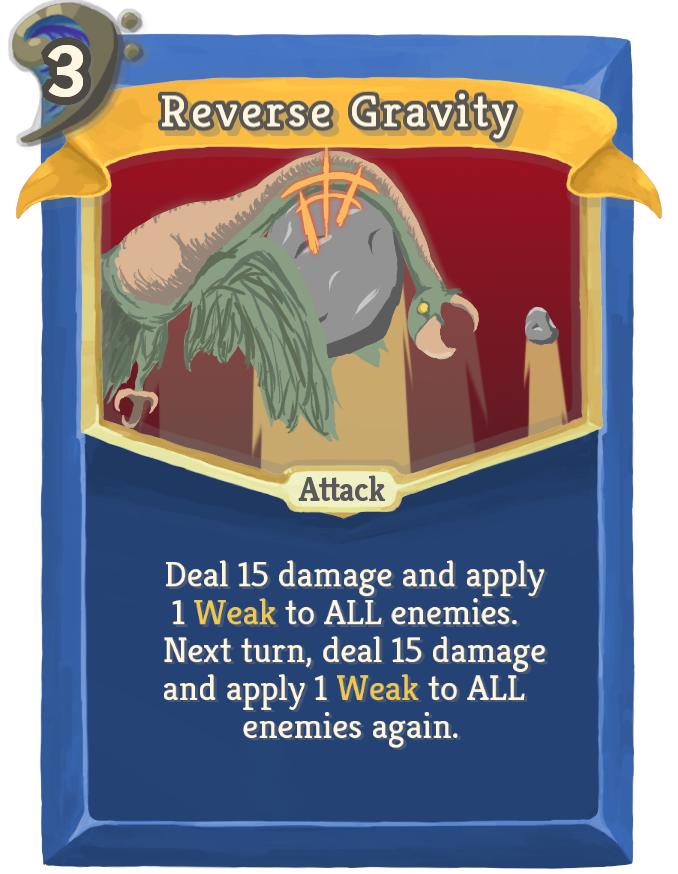 3
Reverse Gravity
Attack
Deal 15 damage and apply
1 Weak to ALL enemies.
Next turn, deal 15 damage
and apply 1 Weak to ALL
enemies again.